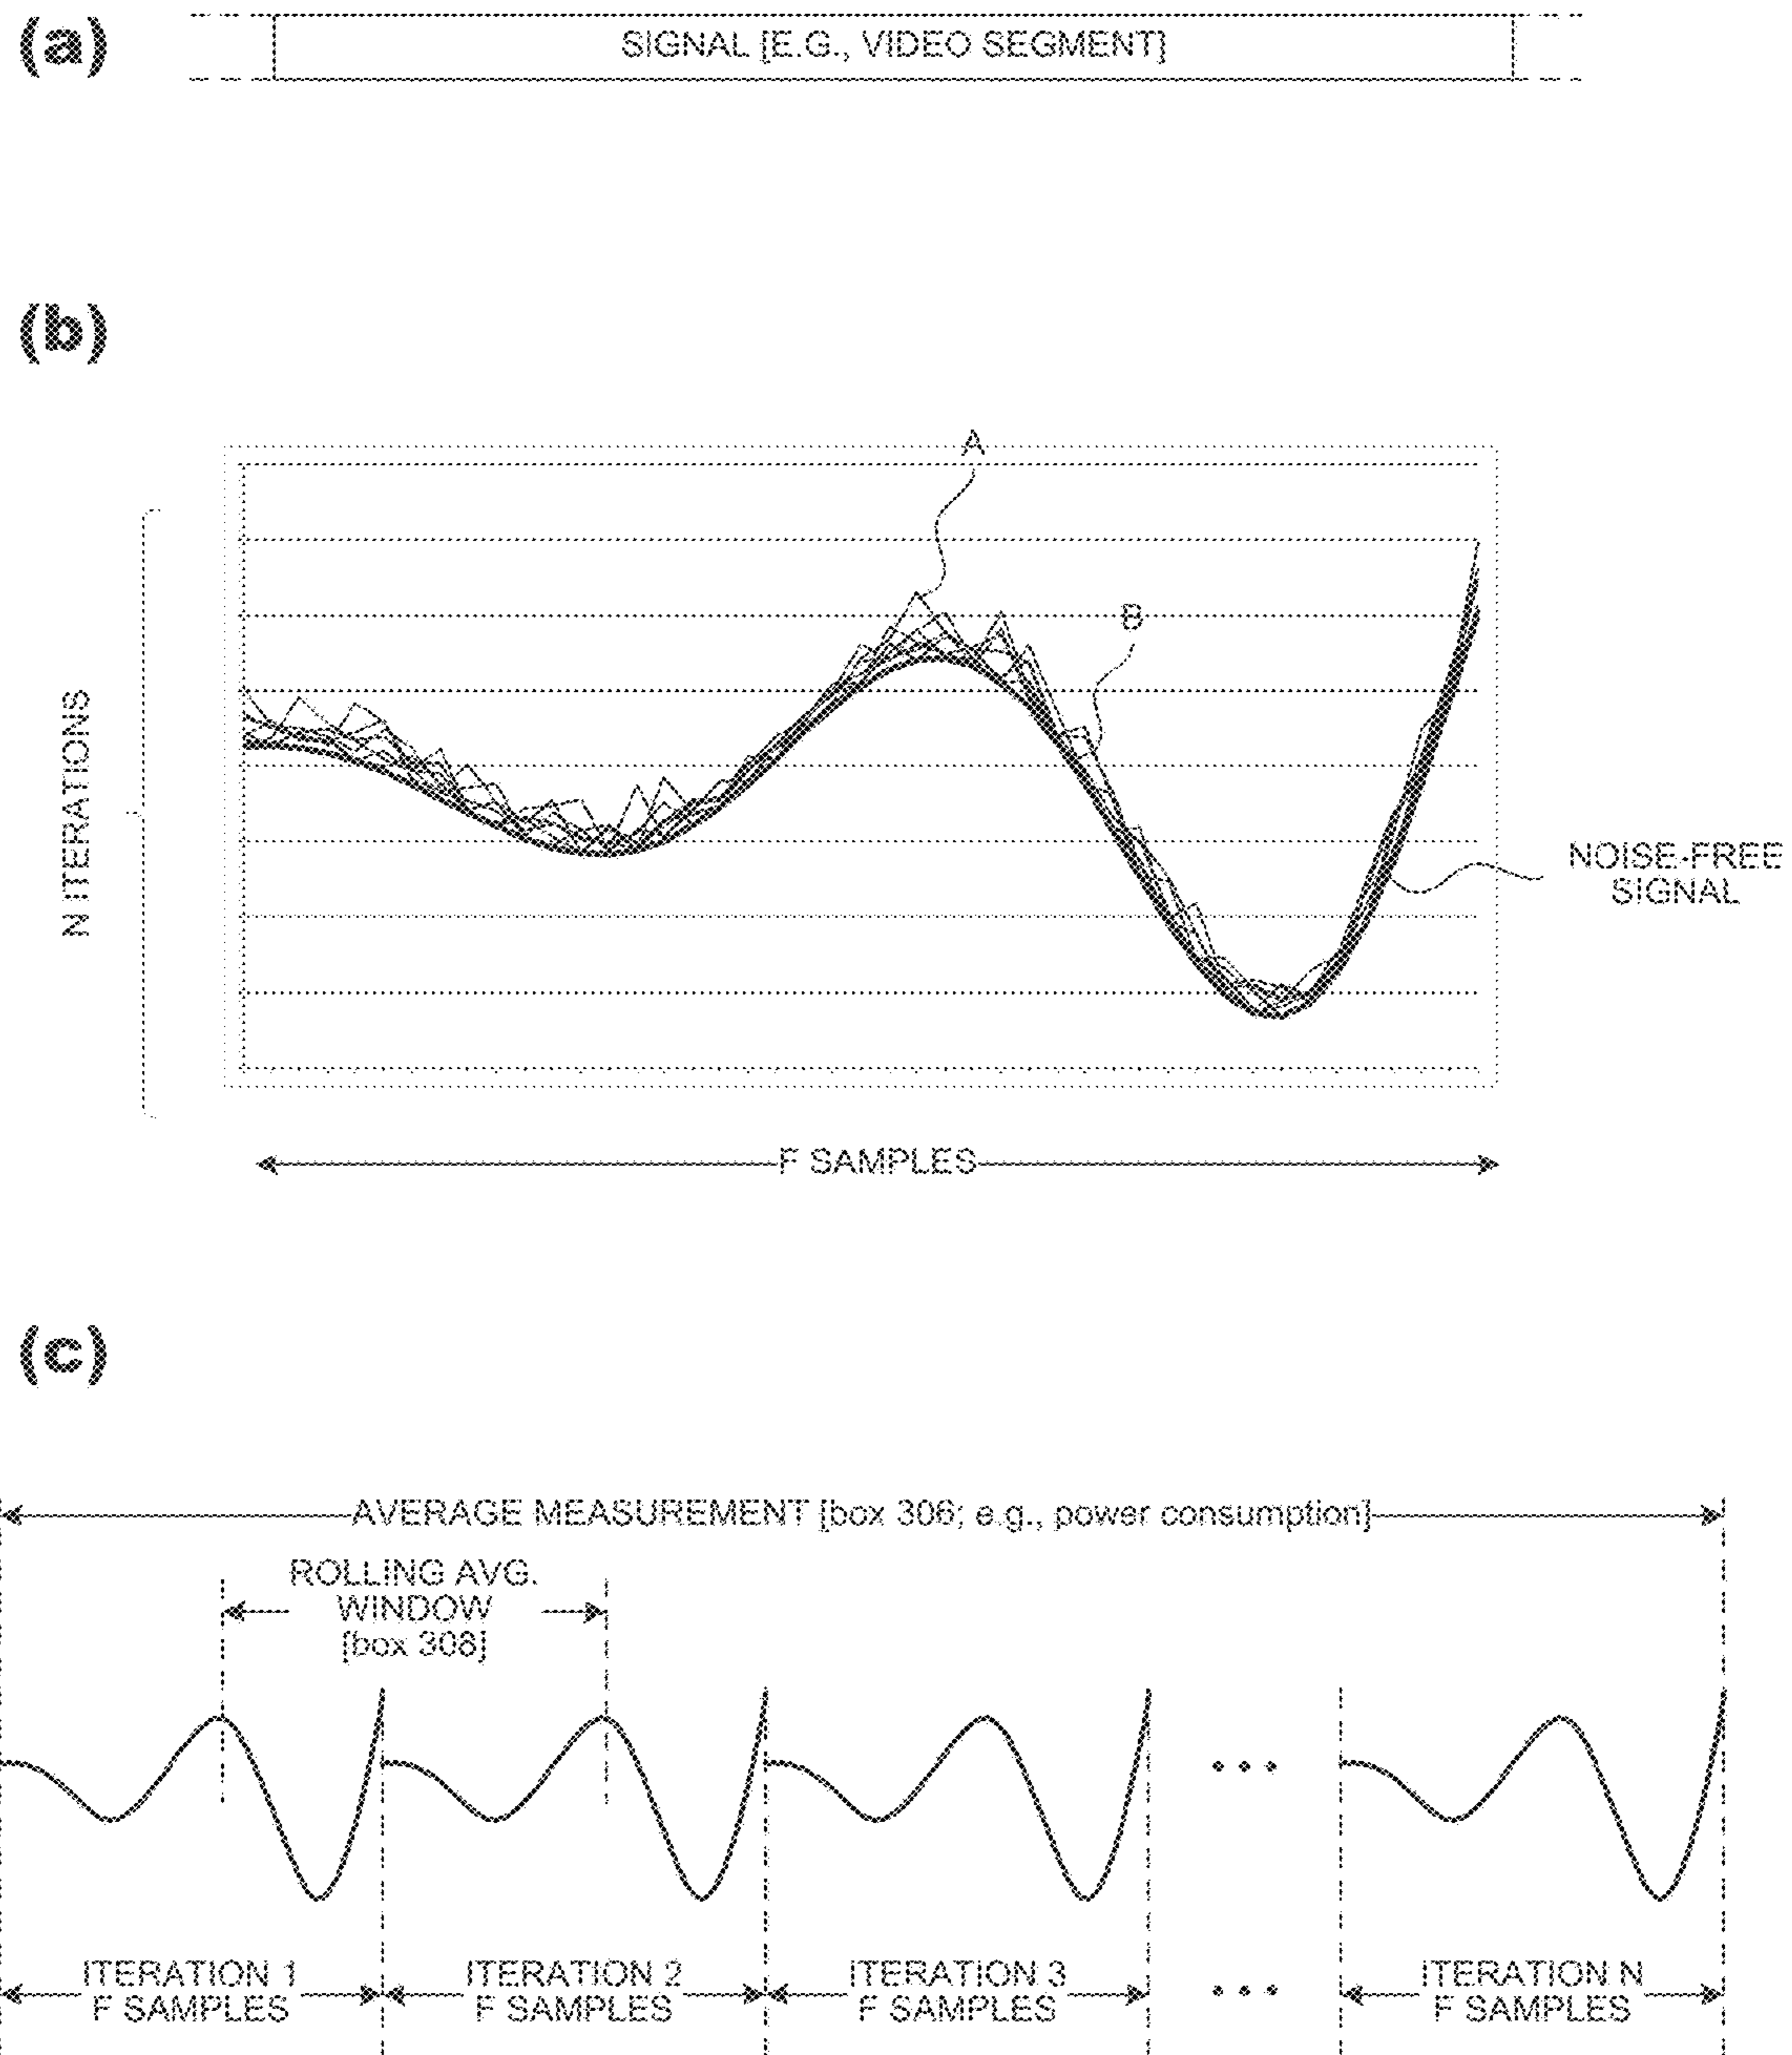 (a)
SIGNAL [E.G., VIDEO SEGMENT]
(b)
A
B
N ITERATIONS
NOISE-FREE
SIGNAL
F SAMPLES
(c)
AVERAGE MEASUREMENT [box 306; e.g., power consumption]
ROLLING AVG.
WINDOW
[box 308]
ITERATION 1
F SAMPLES
ITERATION 2
F SAMPLES
ITERATION 3
F SAMPLES
ITERATION N
F SAMPLES